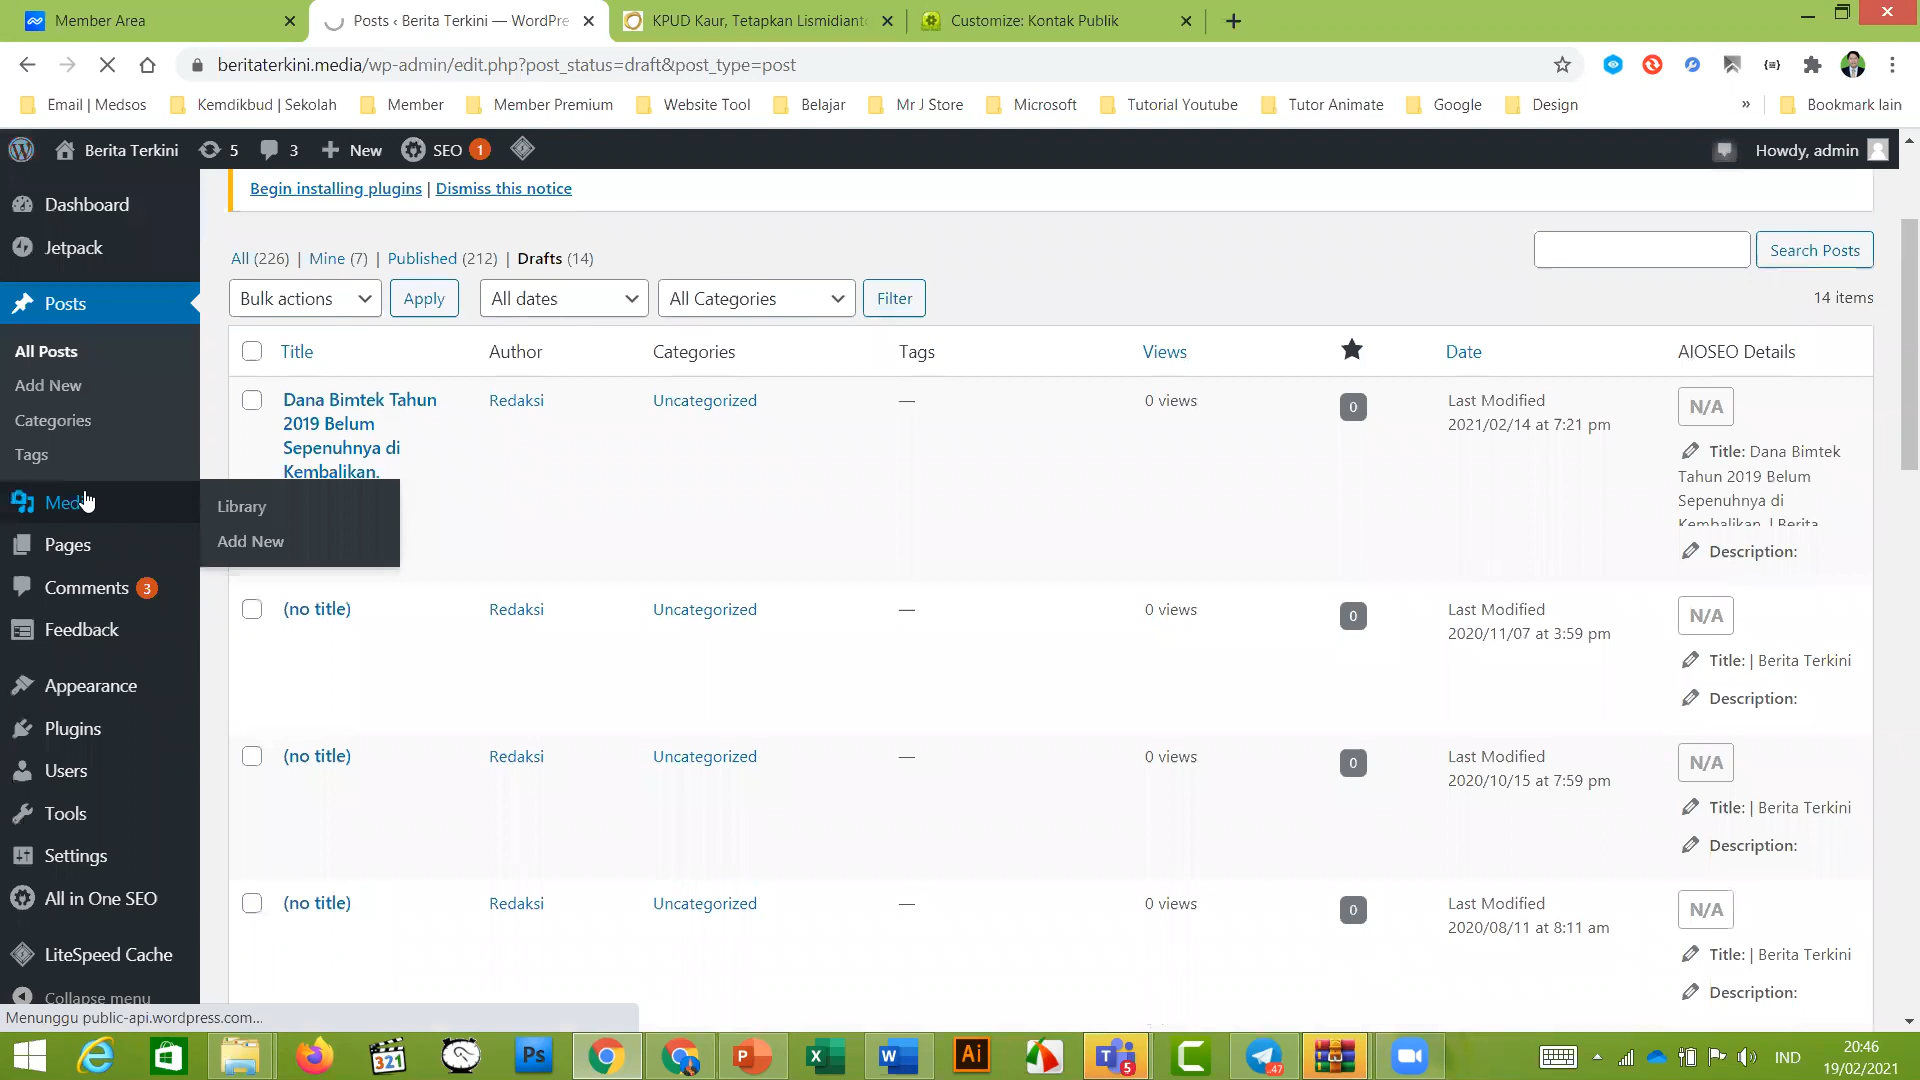 Member Area
Posts ‹ Berita Terkini — WordPre
KPUD Kaur, Tetapkan Lismidiant
Customize: Kontak Publik
beritaterkini.media/wp-admin/edit.php?post_status=draft&post_type=post
Email | Medsos
Kemdikbud | Sekolah
Member
Member Premium
Website Tool
Belajar
Mr J Store
Microsoft
Tutorial Youtube
Tutor Animate
Google
Design
»
Bookmark lain
Berita Terkini
5
3
New
SEO 1
Howdy, admin
Dashboard
Jetpack
Posts
All Posts
Add New
Categories
Tags
Medi
Library
Add New
Pages
Comments 3
Feedback
Appearance
Plugins
Users
Tools
Settings
All in One SEO
LiteSpeed Cache
Collapse menu
Begin installing plugins | Dismiss this notice
All (226) | Mine (7) | Published (212) | Drafts (14)
Search Posts
Bulk actions
Apply
All dates
All Categories
Filter
14 items
Title Author Categories Tags Views Date AIOSEO Details
Dana Bimtek Tahun
2019 Belum
Sepenuhnya di
Kembalikan.
Redaksi
Uncategorized
—
0 views
0
Last Modified
2021/02/14 at 7:21 pm
N/A
Title: Dana Bimtek
Tahun 2019 Belum
Sepenuhnya di
Kembalikan. | Berita
Description:
(no title)
Redaksi
Uncategorized
—
0 views
0
Last Modified
2020/11/07 at 3:59 pm
N/A
Title: | Berita Terkini
Description:
(no title)
Redaksi
Uncategorized
—
0 views
0
Last Modified
2020/10/15 at 7:59 pm
N/A
Title: | Berita Terkini
Description:
(no title)
Redaksi
Uncategorized
—
0 views
0
Last Modified
2020/08/11 at 8:11 am
N/A
Title: | Berita Terkini
Description:
Menunggu public-api.wordpress.com...
321
Ps
P
X
W
Ai
T
5
C
47
IND
20:46
19/02/2021